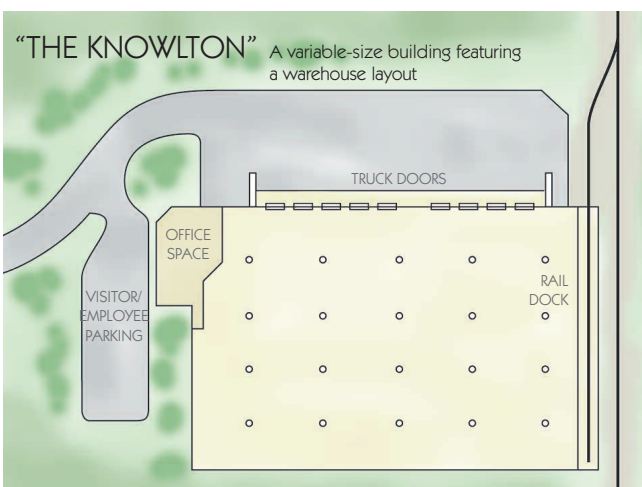 “THE KNOWLTON” A variable-size building featuring
a warehouse layout
TRUCK DOORS
OFFICE
SPACE
RAIL
DOCK
VISITOR/
EMPLOYEE
PARKING